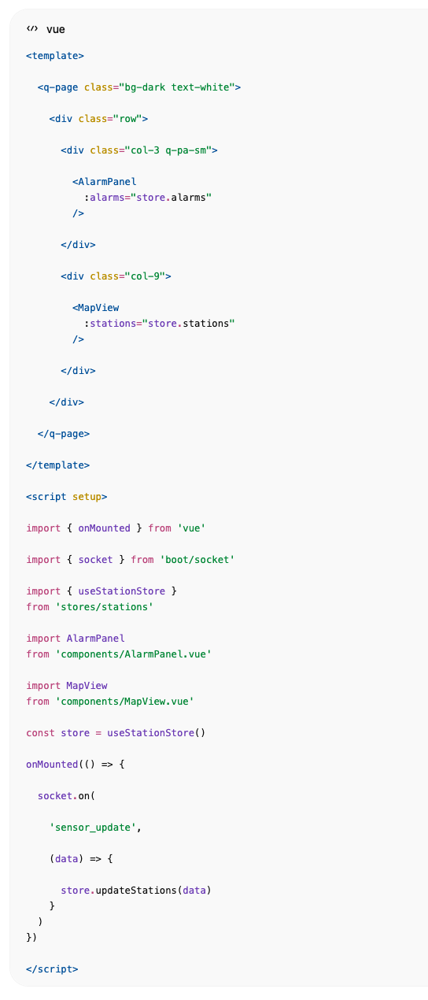 vue
<template>
  <q-page class="bg-dark text-white">
    <div class="row">
      <div class="col-3 q-pa-sm">
        <AlarmPanel
          :alarms="store.alarms"
        />
      </div>
      <div class="col-9">
        <MapView
          :stations="store.stations"
        />
      </div>
    </div>
  </q-page>
</template>
<script setup>
import { onMounted } from 'vue'
import { socket } from 'boot/socket'
import { useStationStore }
from 'stores/stations'
import AlarmPanel
from 'components/AlarmPanel.vue'
import MapView
from 'components/MapView.vue'
const store = useStationStore()
onMounted(() => {
  socket.on(
    'sensor_update',
    (data) => {
      store.updateStations(data)
    }
  )
})
</script>